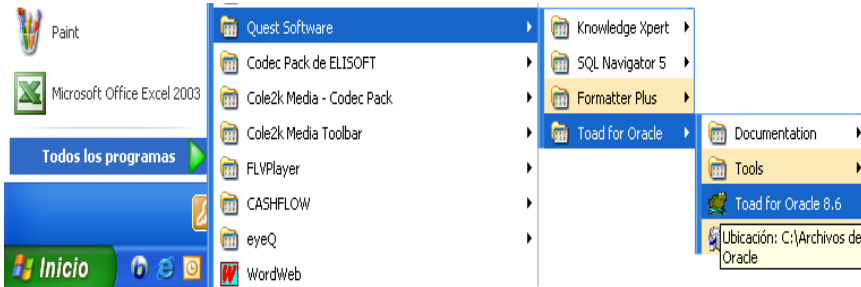 Paint
Microsoft Office Excel 2003
Todos los programas
Inicio
Quest Software
Codec Pack de ELISOFT
Cole2k Media - Codec Pack
Cole2k Media Toolbar
FLVPlayer
CASHFLOW
eyeQ
WordWeb
Knowledge Xpert
SQL Navigator 5
Formatter Plus
Toad for Oracle
Documentation
Tools
Toad for Oracle 8.6
Ubicación: C:\Archivos de
Oracle